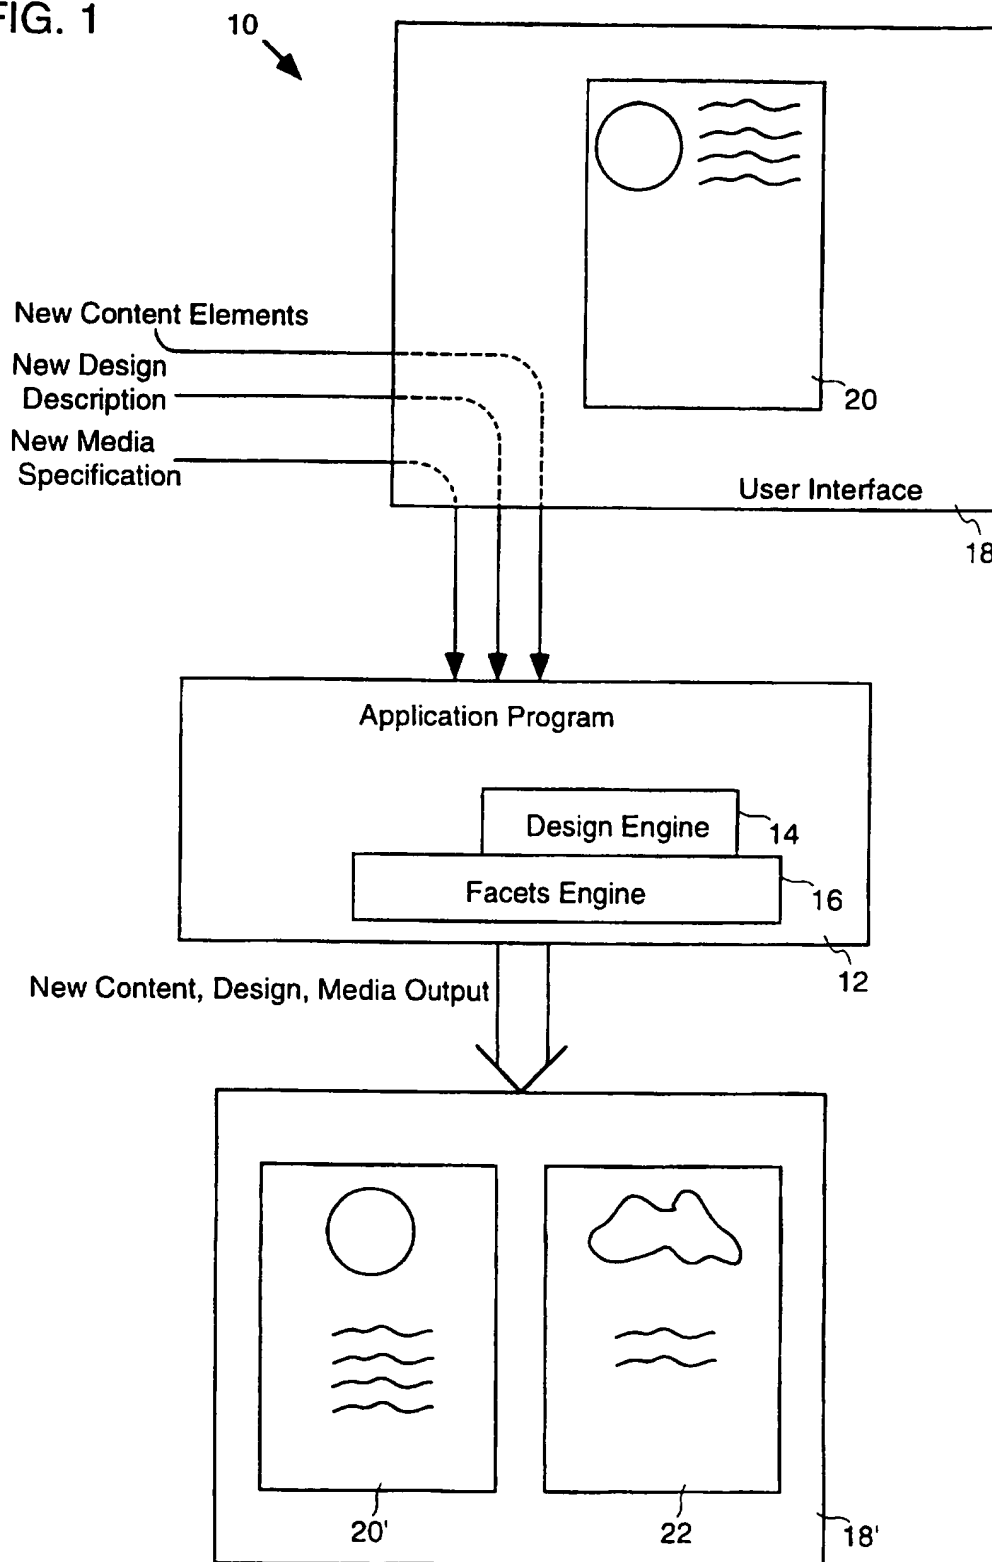 FIG. 1
10
New Content Elements
New Design
Description
20
New Media
Specification
User Interface
18
Application Program
Design Engine
14
Facets Engine
16
12
New Content, Design, Media Output
20'
22
18'